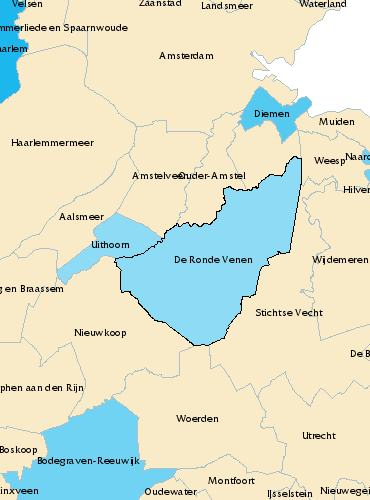 Velsen
Zaanstad
Landsmeer
Waterland
mmerliede en Spaarnwoude
aarlem
Amsterdam
Diemen
Muiden
Haarlemmermeer
Weesp
Naard
Amstelveen
Ouder-Amstel
Hilver
Aalsmeer
Uithoorn
De Ronde Venen
Wijdemeren
g en Braassem
Stichtse Vecht
Nieuwkoop
De B
phen aan den Rijn
Woerden
Utrecht
Boskoop
Bodegraven-Reeuwijk
Montfoort
inxveen
Oudewater
IJsselstein
Nieuwegei